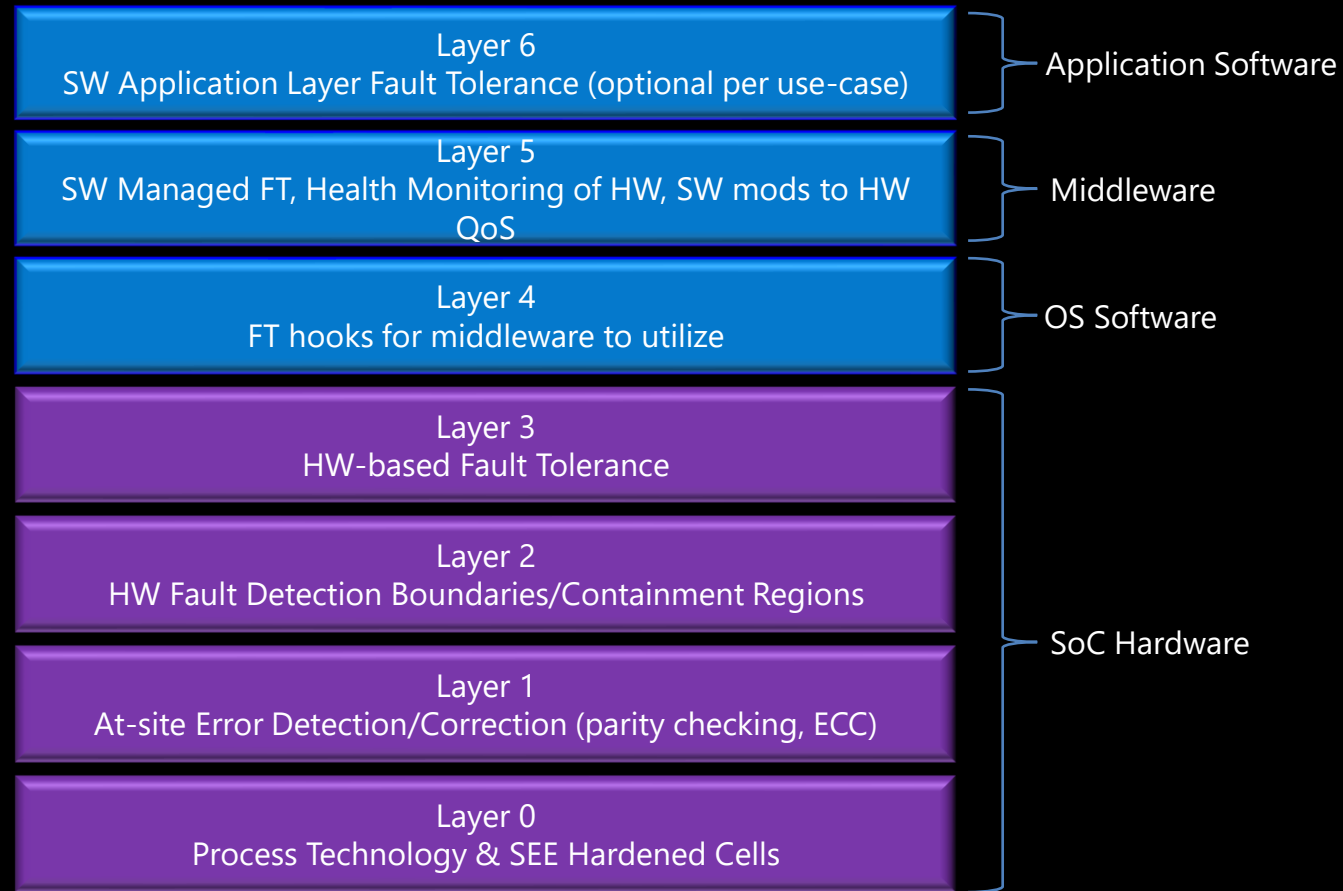 Layer 6
SW Application Layer Fault Tolerance (optional per use-case)
Application Software
Layer 5
SW Managed FT, Health Monitoring of HW, SW mods to HW
QoS
Middleware
Layer 4
FT hooks for middleware to utilize
OS Software
Layer 3
HW-based Fault Tolerance
Layer 2
HW Fault Detection Boundaries/Containment Regions
SoC Hardware
Layer 1
At-site Error Detection/Correction (parity checking, ECC)
Layer 0
Process Technology & SEE Hardened Cells